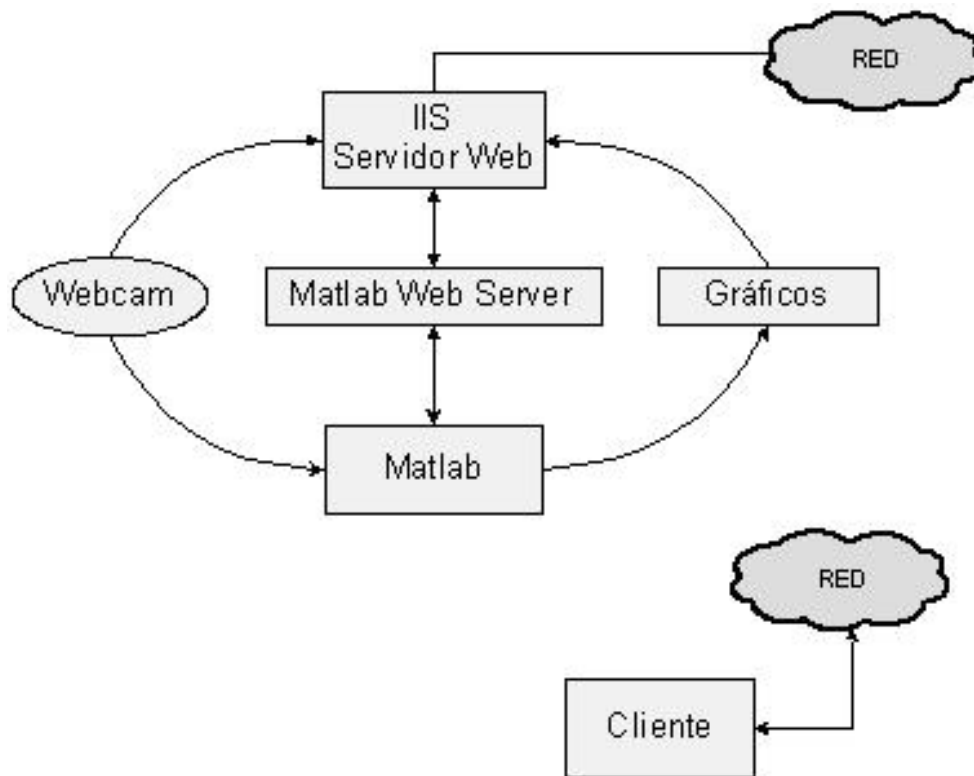 RED
IIS
Servidor Web
Webcam
Matlab Web Server
Gráficos
Matlab
RED
Cliente